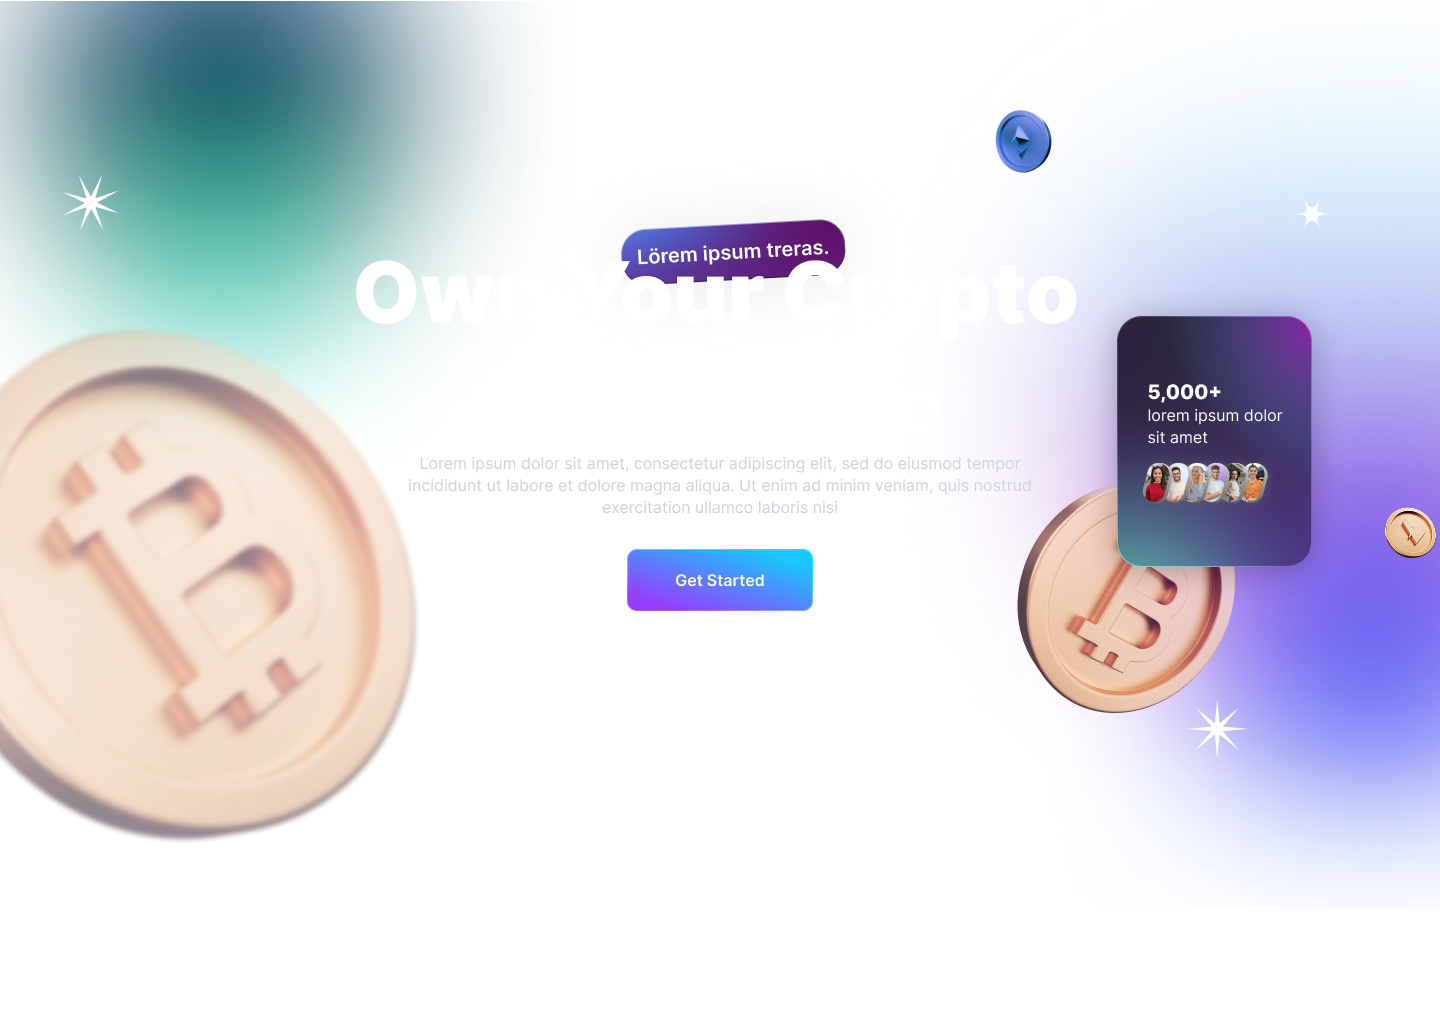 Lörem ipsum treras.
Own Your Crypto
Lorem ipsum dolor sit amet, consectetur adipiscing elit, sed do eiusmod tempor
incididunt ut labore et dolore magna aliqua. Ut enim ad minim veniam, quis nostrud
exercitation ullamco laboris nisi
Get Started
5,000+
lorem ipsum dolor
sit amet